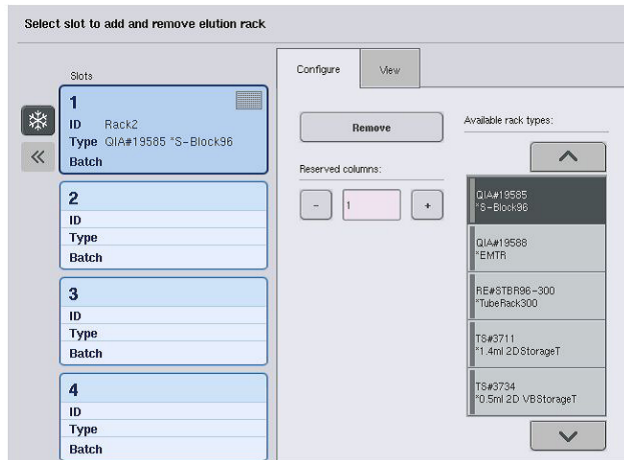 Select slot to add and remove elution rack
Slots
1
ID Rack2
Type QIA#19585 *S-Block96
Batch
2
ID
Type
Batch
3
ID
Type
Batch
4
ID
Type
Batch
Configure
View
Remove
Reserved columns:
-
1
+
Available rack types:
QIA#19585
*S-Block96
QIA#19588
*EMTR
RE#STBR96-300
*TubeRack300
TS#3711
*1.4ml 2DStorageT
TS#3734
*0.5ml 2D VBStorageT